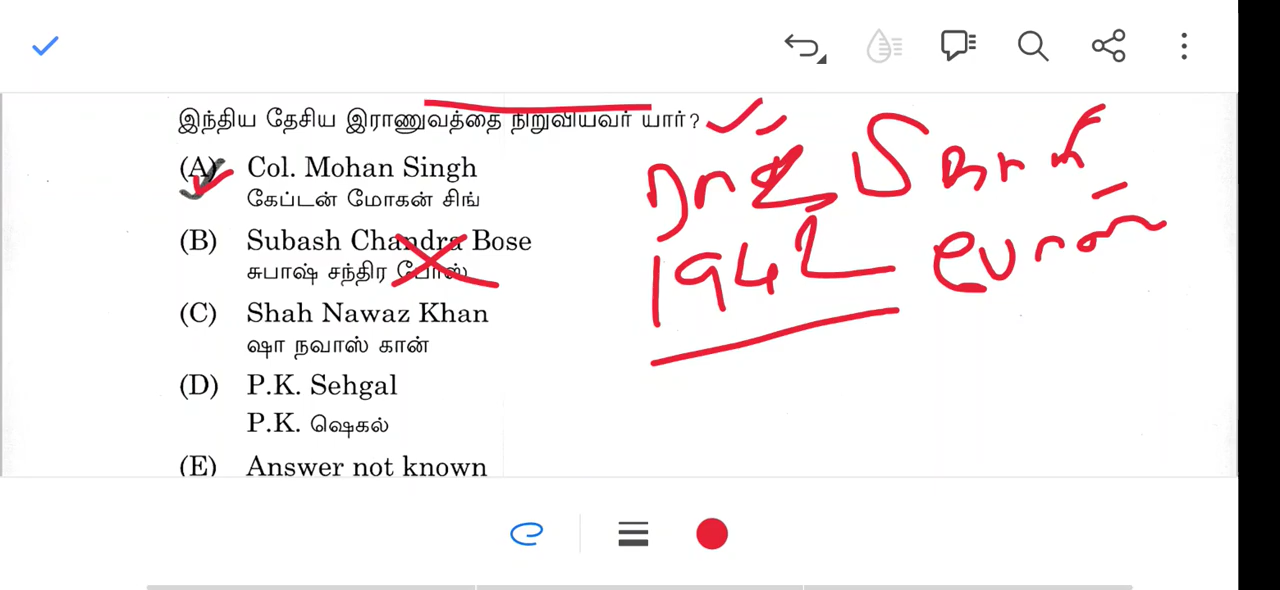 இந்திய தேசிய இராணுவத்தை நிறுவியவர் யார்?
(A) Col. Mohan Singh
கேப்டன் மோகன் சிங்
(B) Subash Chandra Bose
சுபாஷ் சந்திர போஸ்
(C) Shah Nawaz Khan
ஷா நவாஸ் கான்
(D) P.K. Sehgal
P.K. ஷெகல்
(E) Answer not known
1942